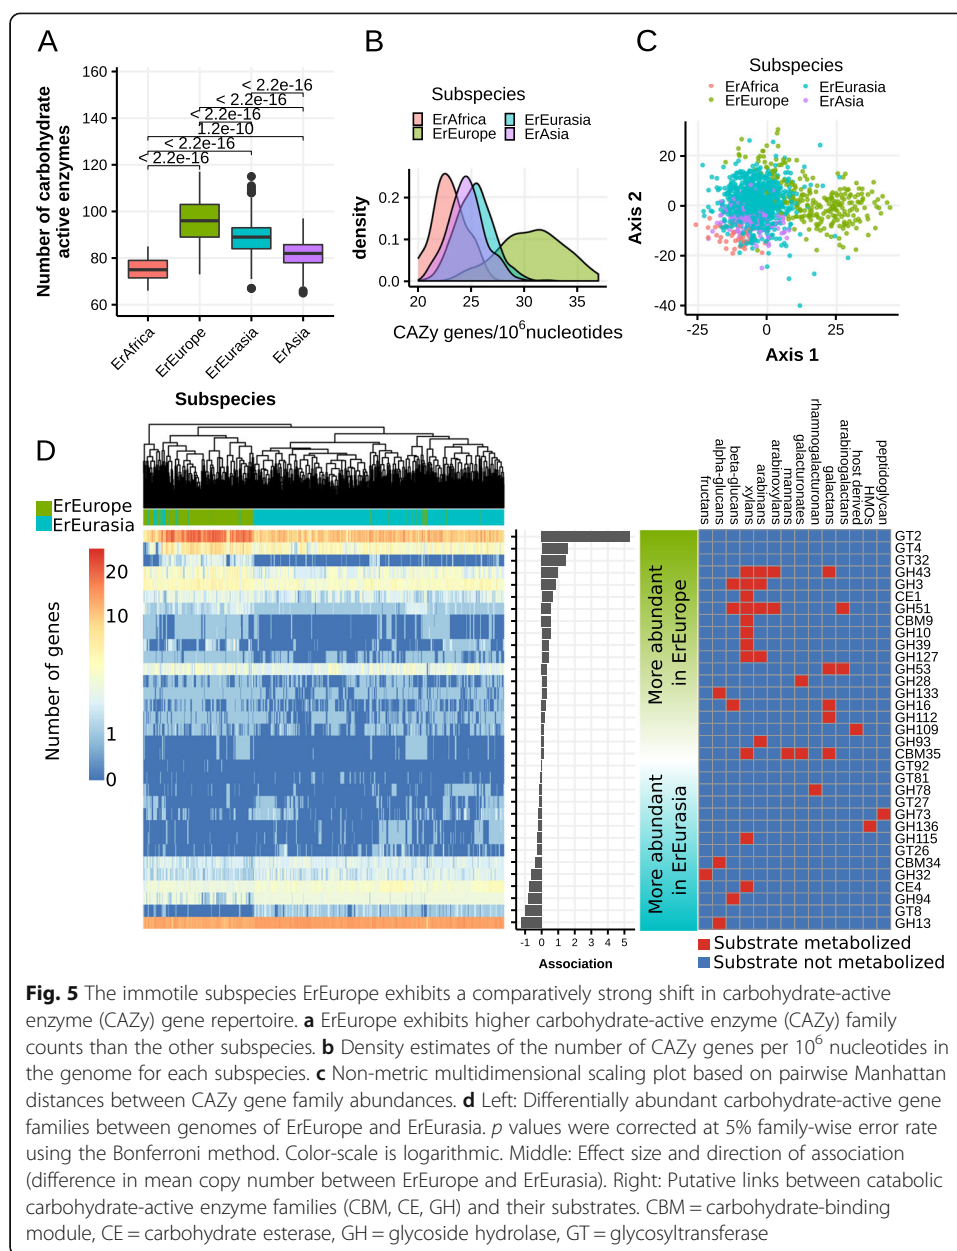 A
Number of carbohydrate
active enzymes
160
140
120
100
80
60
< 2.2e-16
< 2.2e-16
< 2.2e-16
1.2e-10
< 2.2e-16
< 2.2e-16
ErAfrica
ErEurope
ErEurasia
ErAsia
Subspecies
B
Subspecies
ErAfrica
ErEurasia
ErEurope
ErAsia
density
0.2
0.1
0.0
20
25
30
35
CAZy genes/10⁶nucleotides
C
Subspecies
ErAfrica
ErEurasia
ErEurope
ErAsia
Axis 2
20
0
-20
-40
-25
0
25
Axis 1
D
ErEurope
ErEurasia
Number of genes
20
10
1
0
-1 0 1 2 3 4 5
Association
More abundant
in ErEurope
More abundant
in ErEurasia
fructans
alpha-glucans
beta-glucans
xylans
arabinans
arabinoxylans
mannans
galacturonates
rhamnogalacturonan
galactans
arabinogalactans
host derived
HMO
peptidoglycan
GT2
GT4
GT32
GH43
GH3
CE1
GH51
CBM9
GH10
GH39
GH127
GH53
GH28
GH133
GH16
GH112
GH109
GH93
CBM35
GT92
GT81
GH78
GT27
GH73
GH136
GH115
GT26
CBM34
GH32
CE4
GH94
GT8
GH13
Substrate metabolized
Substrate not metabolized
Fig. 5 The immotile subspecies ErEurope exhibits a comparatively strong shift in carbohydrate-active
enzyme (CAZy) gene repertoire. a ErEurope exhibits higher carbohydrate-active enzyme (CAZy) family
counts than the other subspecies. b Density estimates of the number of CAZy genes per 10⁶ nucleotides in
the genome for each subspecies. c Non-metric multidimensional scaling plot based on pairwise Manhattan
distances between CAZy gene family abundances. d Left: Differentially abundant carbohydrate-active gene
families between genomes of ErEurope and ErEurasia. p values were corrected at 5% family-wise error rate
using the Bonferroni method. Color-scale is logarithmic. Middle: Effect size and direction of association
(difference in mean copy number between ErEurope and ErEurasia). Right: Putative links between catabolic
carbohydrate-active enzyme families (CBM, CE, GH) and their substrates. CBM = carbohydrate-binding
module, CE = carbohydrate esterase, GH = glycoside hydrolase, GT = glycosyltransferase